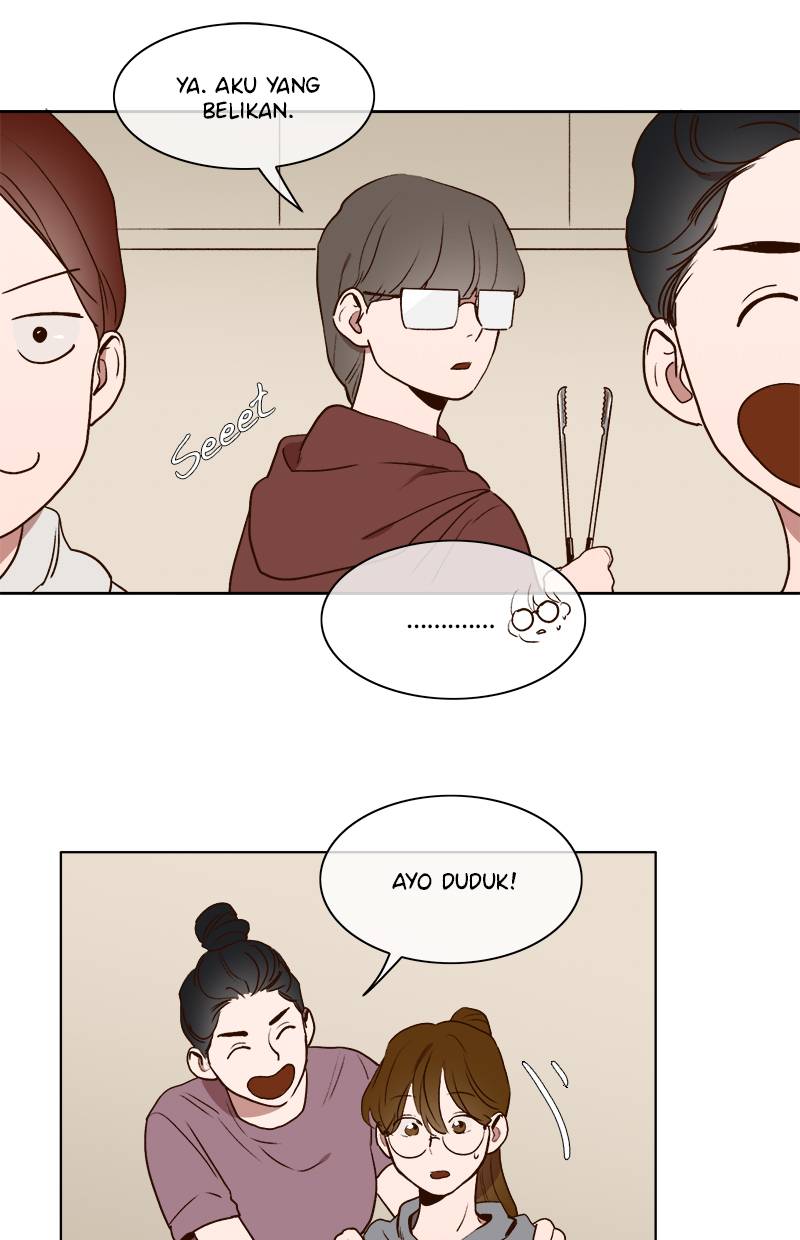 YA. AKU YANG
BELIKAN.
Seeet
.............
AYO DUDUK!